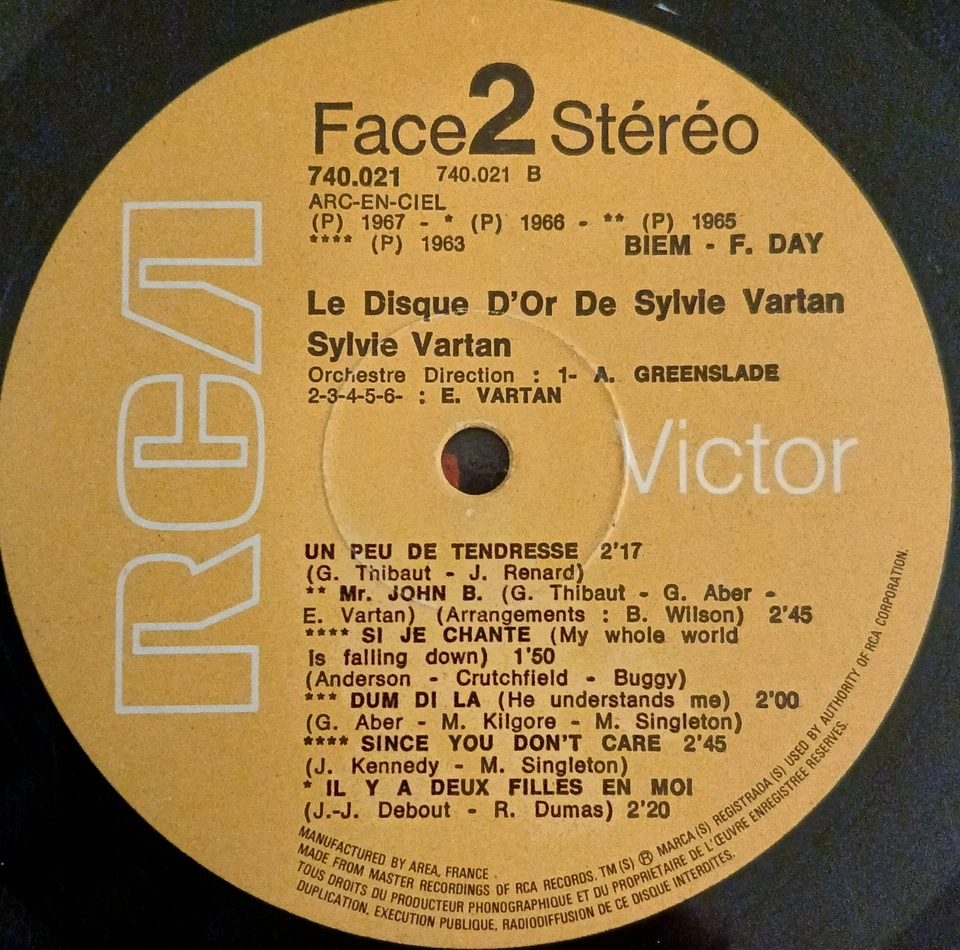 Face 2 Stéréo
740.021 740.021 B
ARC-EN-CIEL
(P) 1967 - * (P) 1966 - ** (P) 1965
**** (P) 1963 BIEM - F. DAY
Le Disque D'Or De Sylvie Vartan
Sylvie Vartan
Orchestre Direction : 1- A. GREENSLADE
2-3-4-5-6- : E. VARTAN
RCA
Victor
UN PEU DE TENDRESSE 2'17
(G. Thibaut - J. Renard)
** Mr. JOHN B. (G. Thibaut - G. Aber -
E. Vartan) (Arrangements : B. Wilson) 2'45
**** SI JE CHANTE (My whole world
Is falling down) 1'50
(Anderson - Crutchfield - Buggy)
*** DUM DI LA (He understands me) 2'00
(G. Aber - M. Kilgore - M. Singleton)
**** SINCE YOU DON'T CARE 2'45
(J. Kennedy - M. Singleton)
* IL Y A DEUX FILLES EN MOI
(J.-J. Debout - R. Dumas) 2'20
MANUFACTURED BY AREA, FRANCE
MADE FROM MASTER RECORDINGS OF RCA RECORDS. TM(S) ® MARCA(S) REGISTRADA(S) USED BY AUTHORITY OF RCA CORPORATION.
TOUS DROITS DU PRODUCTEUR PHONOGRAPHIQUE ET DU PROPRIETAIRE DE L'ŒUVRE ENREGISTREE RESERVES.
DUPLICATION, EXECUTION PUBLIQUE, RADIODIFFUSION DE CE DISQUE INTERDITES.